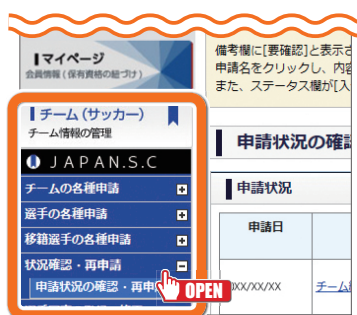 マイページ
会員情報(保有資格の紐づけ)
チーム(サッカー)
チーム情報の管理
JAPAN.S.C
チームの各種申請
選手の各種申請
移籍選手の各種申請
状況確認・再申請
申請状況の確認・再申
OPEN
備考欄に[要確認]と表示さ
申請名をクリックし、内容
また、ステータス欄が[入
申請状況の確認
申請状況
申請日
XX/XX/XX
チーム